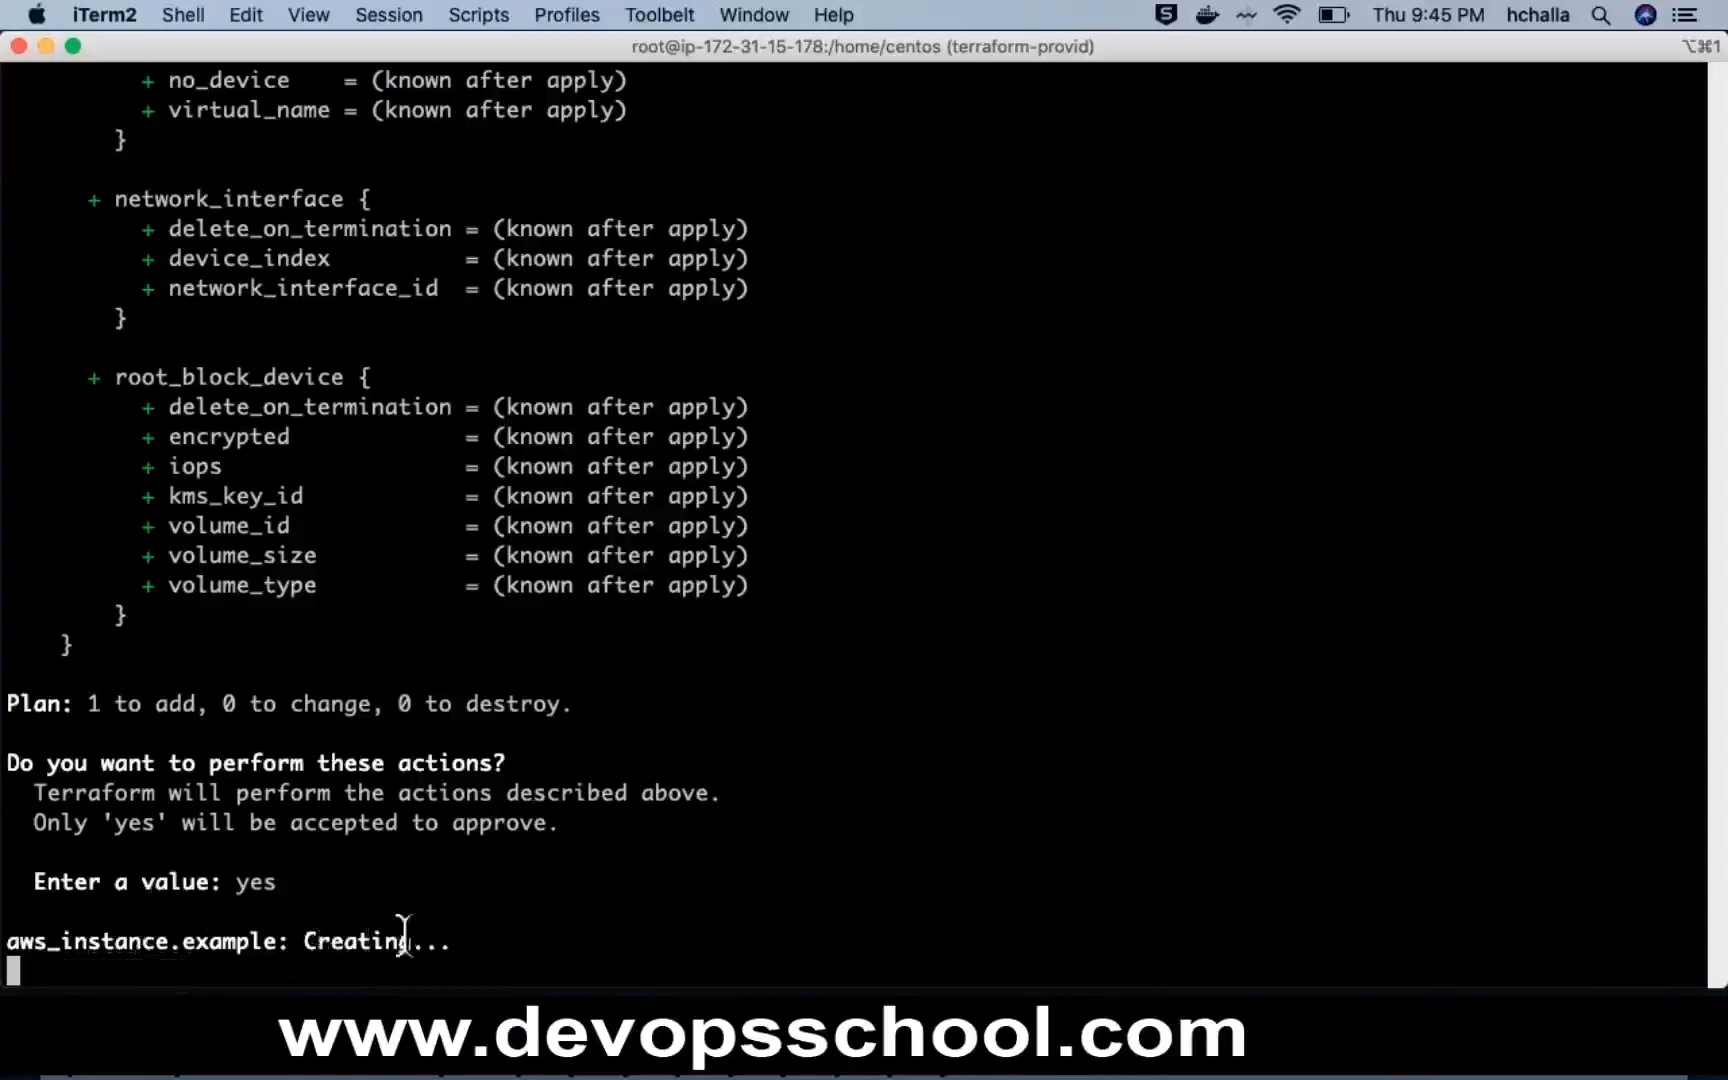 iTerm2 Shell Edit View Session Scripts Profiles Toolbelt Window Help Thu 9:45 PM hchalla
root@ip-172-31-15-178:/home/centos (terraform-provid) ⌥⌘1
+ no_device = (known after apply)
+ virtual_name = (known after apply)
}
+ network_interface {
+ delete_on_termination = (known after apply)
+ device_index = (known after apply)
+ network_interface_id = (known after apply)
}
+ root_block_device {
+ delete_on_termination = (known after apply)
+ encrypted = (known after apply)
+ iops = (known after apply)
+ kms_key_id = (known after apply)
+ volume_id = (known after apply)
+ volume_size = (known after apply)
+ volume_type = (known after apply)
}
}
Plan: 1 to add, 0 to change, 0 to destroy.
Do you want to perform these actions?
Terraform will perform the actions described above.
Only 'yes' will be accepted to approve.
Enter a value: yes
aws_instance.example: Creating...
www.devopsschool.com